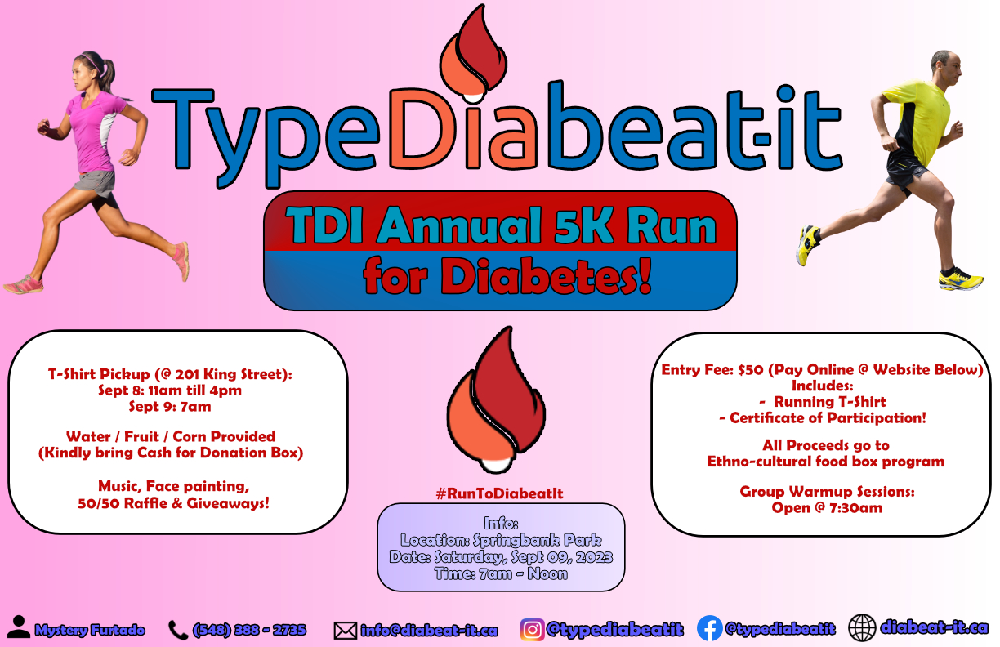 TypeDiabeat-it
TDI Annual 5K Run
for Diabetes!
T-Shirt Pickup (@ 201 King Street):
Sept 8: 11am till 4pm
Sept 9: 7am
Water / Fruit / Corn Provided
(Kindly bring Cash for Donation Box)
Music, Face painting,
50/50 Raffle & Giveaways!
#RunToDiabeatIt
Info:
Location: Springbank Park
Date: Saturday, Sept 09, 2023
Time: 7am - Noon
Entry Fee: $50 (Pay Online @ Website Below)
Includes:
- Running T-Shirt
- Certificate of Participation!
All Proceeds go to
Ethno-cultural food box program
Group Warmup Sessions:
Open @ 7:30am
Mystery Furtado
(548) 388 - 2735
info@diabeat-it.ca
@typediabeatit
@typediabeatit
diabeat-it.ca